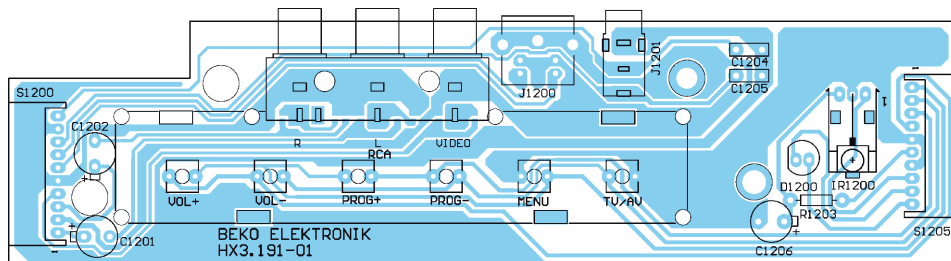 S1200
J1200
J1201
C1204
C1205
S1205
C1202
R
L
VIDEO
RCA
1
VOL+
VOL-
PROG+
PROG-
MENU
TV/AV
D1200
IR1200
R1203
C1201
C1206
BEKO ELEKTRONIK
HX3.191-01